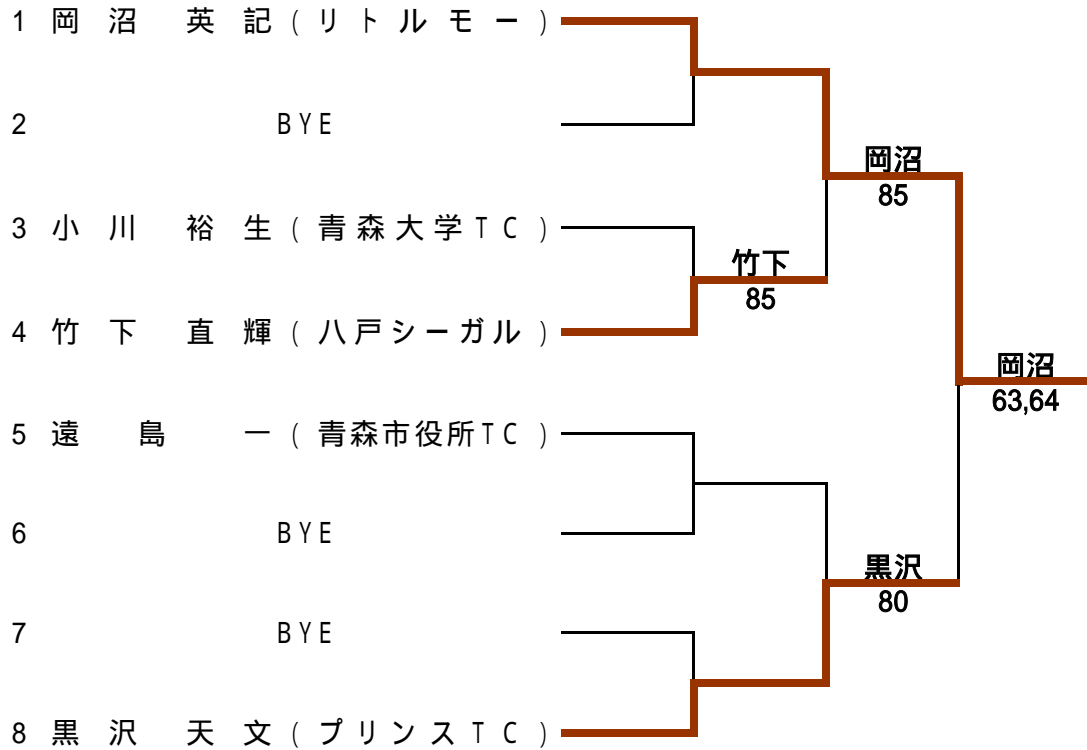 1 岡 沼 英 記 ( リ ト ル モ ー )
2 BYE
岡沼
85
3 小 川 裕 生 ( 青 森 大 学 T C )
竹下
85
4 竹 下 直 輝 ( 八 戸 シ ー ガ ル )
岡沼
63,64
5 遠 島 一 ( 青 森 市 役 所 T C )
6 BYE
黒沢
80
7 BYE
8 黒 沢 天 文 ( プ リ ン ス T C )